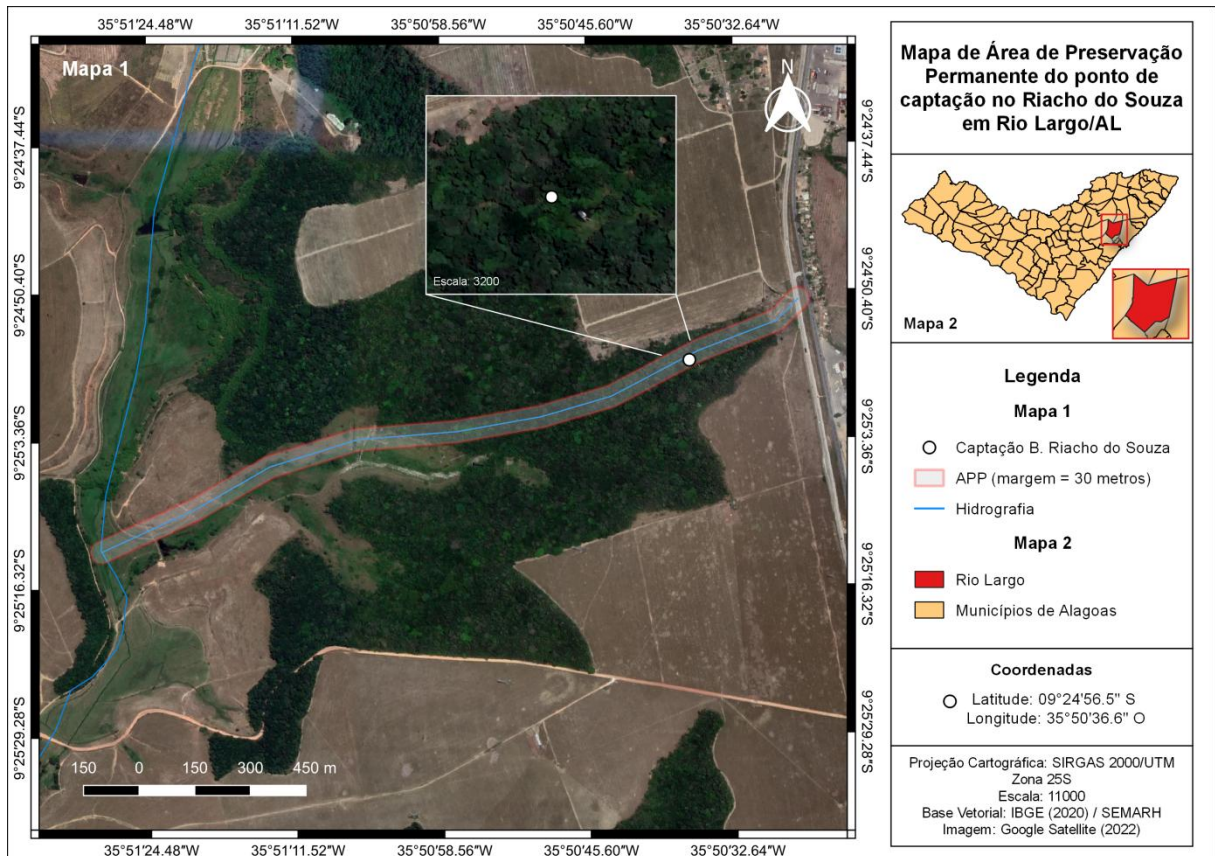 35°51'24.48"W 35°51'11.52"W 35°50'58.56"W 35°50'45.60"W 35°50'32.64"W
Mapa 1
N
Escala: 3200
9°24'37.44"S
9°24'50.40"S
9°25'3.36"S
9°25'16.32"S
9°25'29.28"S
9°24'37.44"S
9°24'50.40"S
9°25'3.36"S
9°25'16.32"S
9°25'29.28"S
150 0 150 300 450 m
35°51'24.48"W 35°51'11.52"W 35°50'58.56"W 35°50'45.60"W 35°50'32.64"W
Mapa de Área de Preservação
Permanente do ponto de
captação no Riacho do Souza
em Rio Largo/AL
Mapa 2
Legenda
Mapa 1
Captação B. Riacho do Souza
APP (margem = 30 metros)
Hidrografia
Mapa 2
Rio Largo
Municípios de Alagoas
Coordenadas
Latitude: 09°24'56.5" S
Longitude: 35°50'36.6" O
Projeção Cartográfica: SIRGAS 2000/UTM
Zona 25S
Escala: 11000
Base Vetorial: IBGE (2020) / SEMARH
Imagem: Google Satellite (2022)